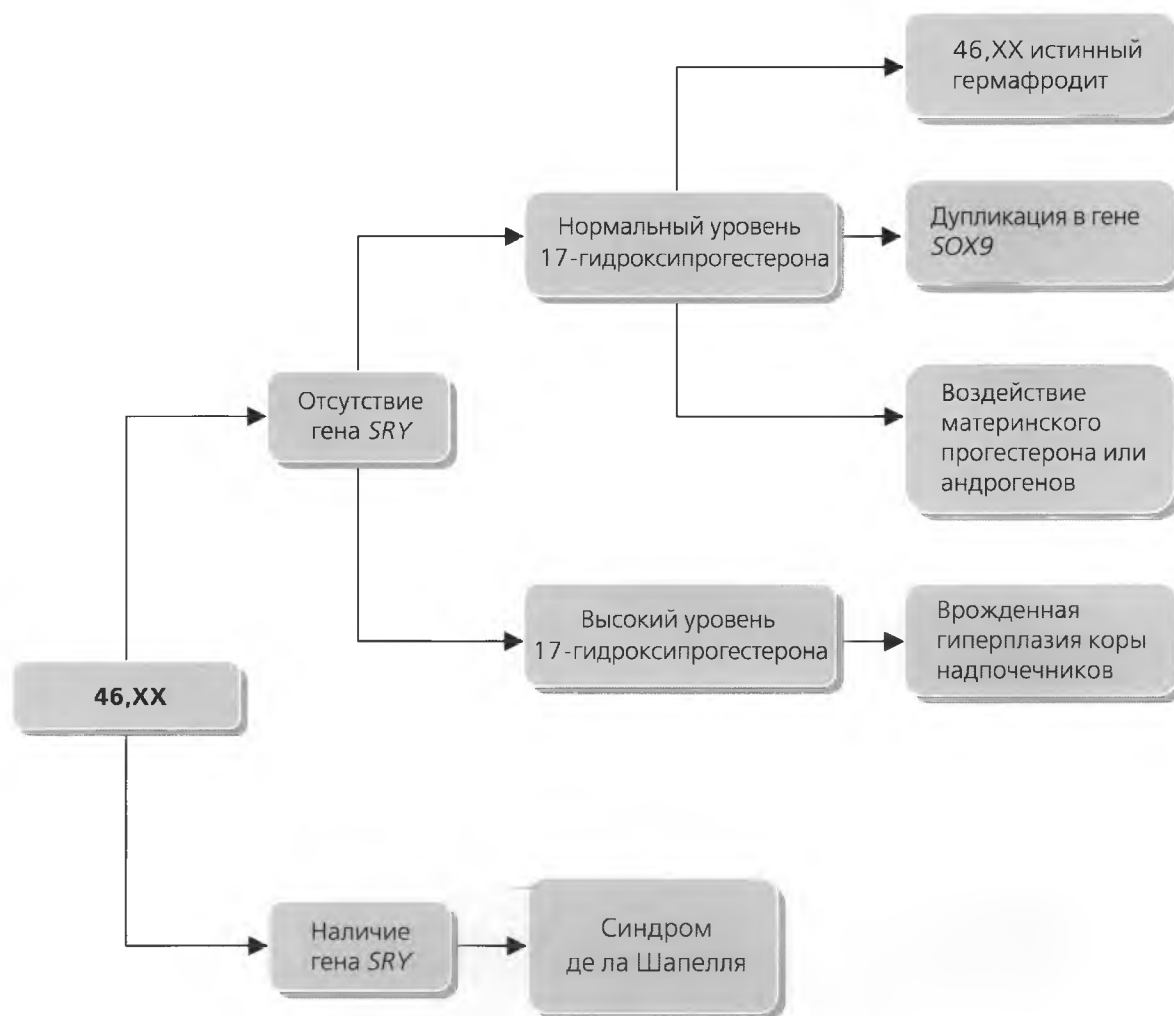 46,XX истинный
гермафродит
Нормальный уровень
17-гидроксипрогестерона
Дупликация в гене
SOX9
Отсутствие
гена SRY
Воздействие
материнского
прогестерона или
андрогенов
Высокий уровень
17-гидроксипрогестерона
Врожденная
гиперплазия коры
надпочечников
46,XX
Наличие
гена SRY
Синдром
де ла Шапелля